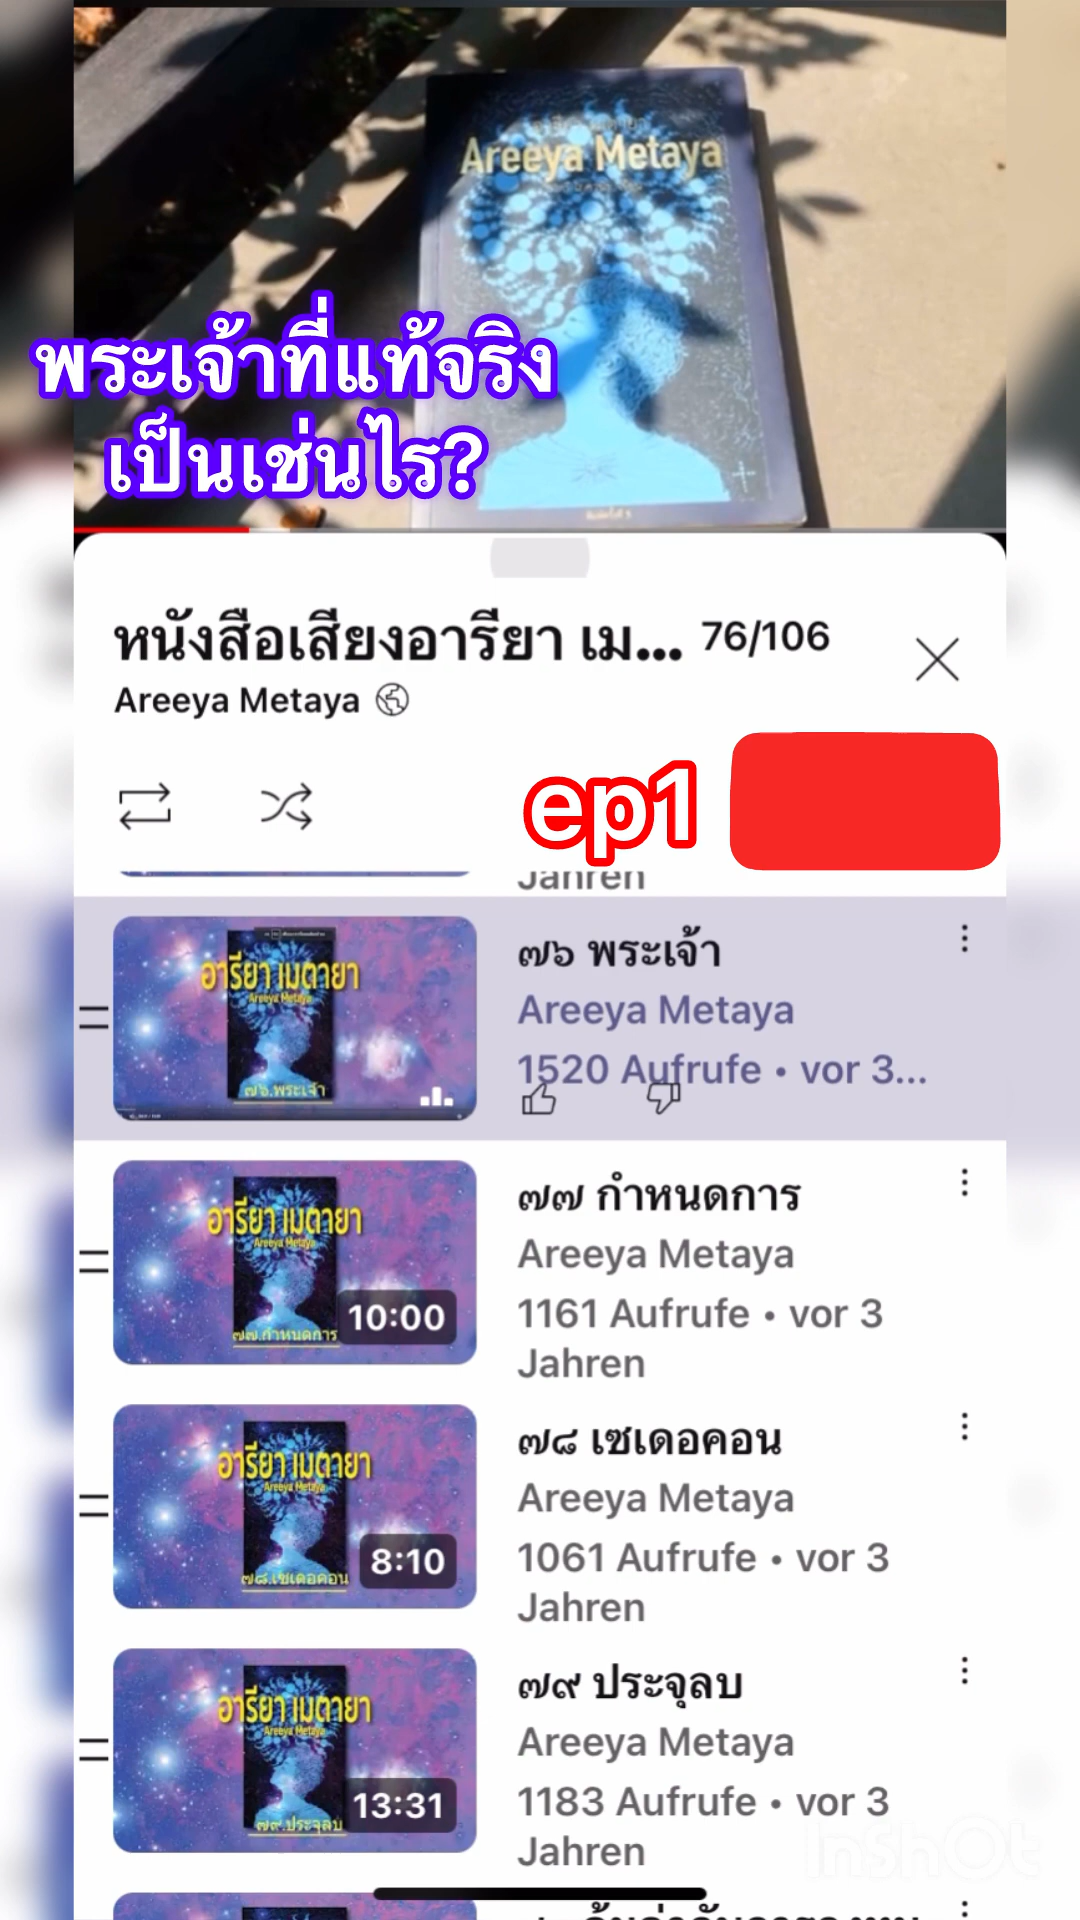 Areeya Metaya
พระเจ้าที่แท้จริง
เป็นเช่นไร?
หนังสือเสียงอารียา เม... 76/106
Areeya Metaya
ep1
Jahren
๗๖ พระเจ้า
Areeya Metaya
1520 Aufrufe • vor 3...
อารียา เมตายา
Areeya Metaya
๗๖.พระเจ้า
๗๗ กำหนดการ
Areeya Metaya
1161 Aufrufe • vor 3
Jahren
อารียา เมตายา
Areeya Metaya
๗๗.กำหนดการ
10:00
๗๘ เซเดอคอน
Areeya Metaya
1061 Aufrufe • vor 3
Jahren
อารียา เมตายา
Areeya Metaya
๗๘.เซเดอคอน
8:10
๗๙ ประจุลบ
Areeya Metaya
1183 Aufrufe • vor 3
Jahren
อารียา เมตายา
Areeya Metaya
๗๙.ประจุลบ
13:31
InShOt